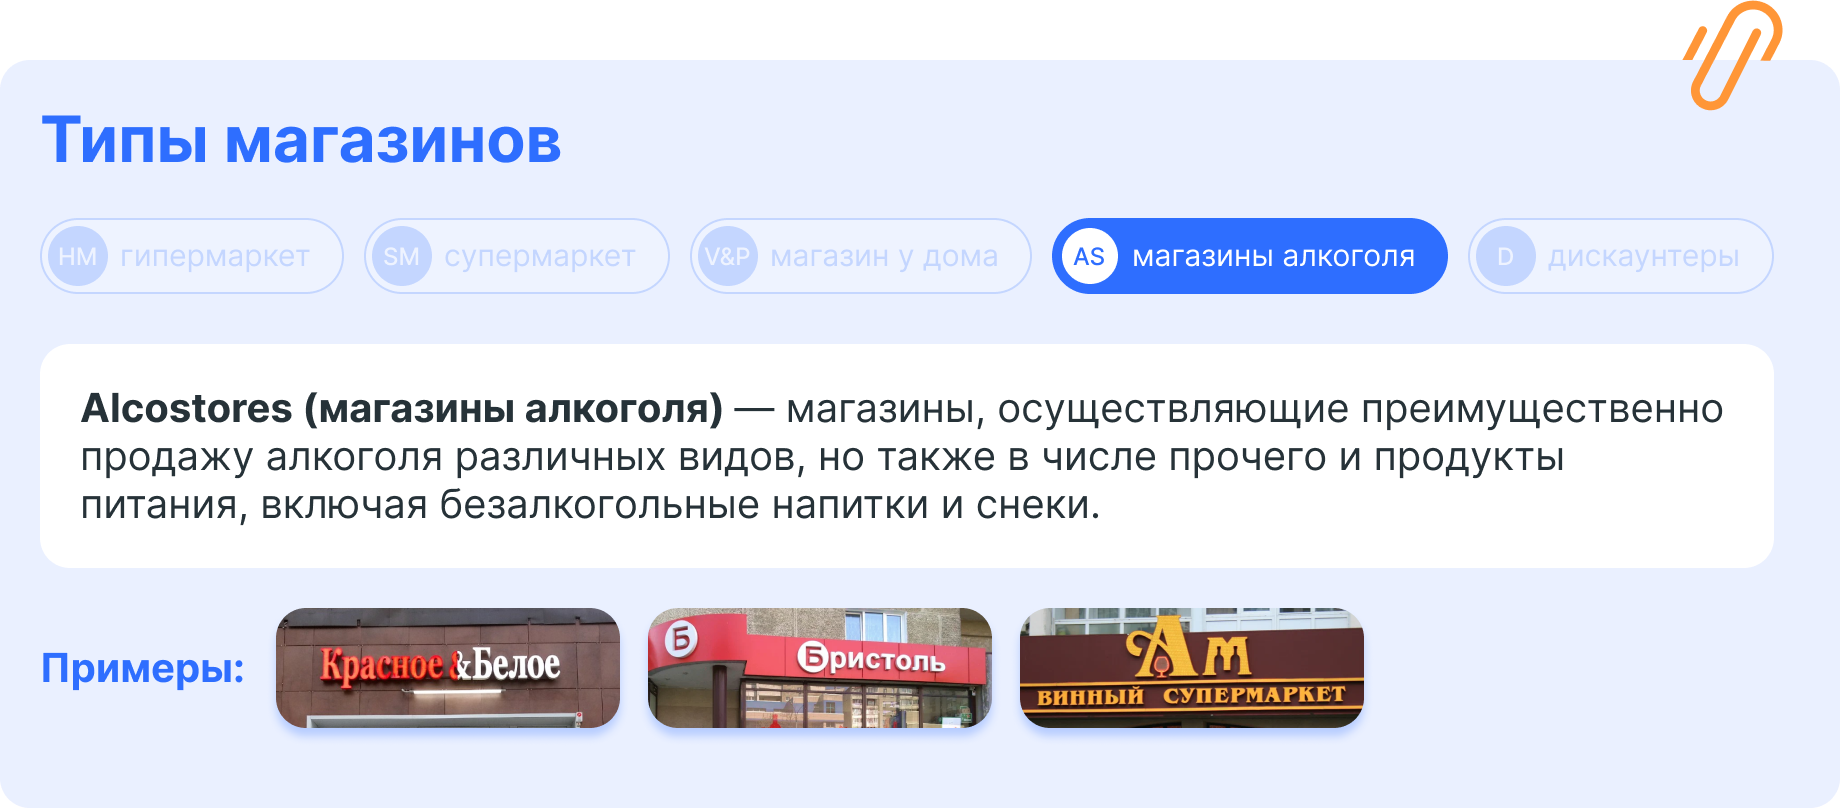 Типы магазинов
HM гипермаркет SM супермаркет V&P магазин у дома AS магазины алкоголя D дискаунтеры
Alcostores (магазины алкоголя) — магазины, осуществляющие преимущественно
продажу алкоголя различных видов, но также в числе прочего и продукты
питания, включая безалкогольные напитки и снеки.
Примеры:
Красное & Белое
Б Бристоль
Ам
ВИННЫЙ СУПЕРМАРКЕТ